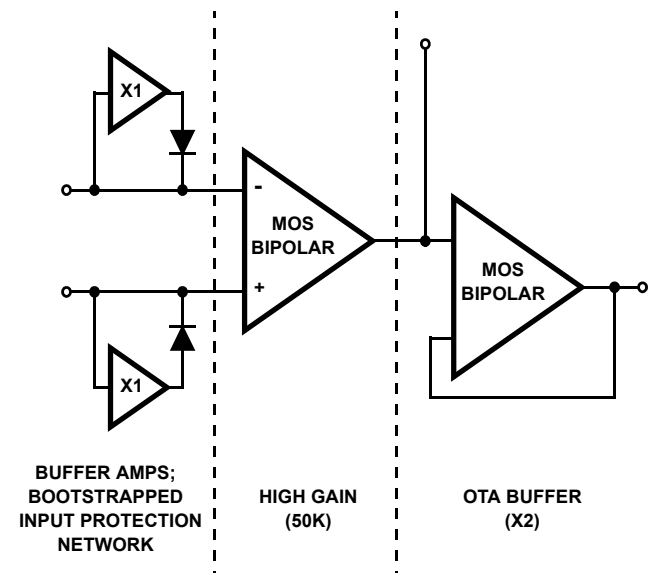 X1
-
MOS
BIPOLAR
+
MOS
BIPOLAR
X1
BUFFER AMPS;
BOOTSTRAPPED
INPUT PROTECTION
NETWORK
HIGH GAIN
(50K)
OTA BUFFER
(X2)